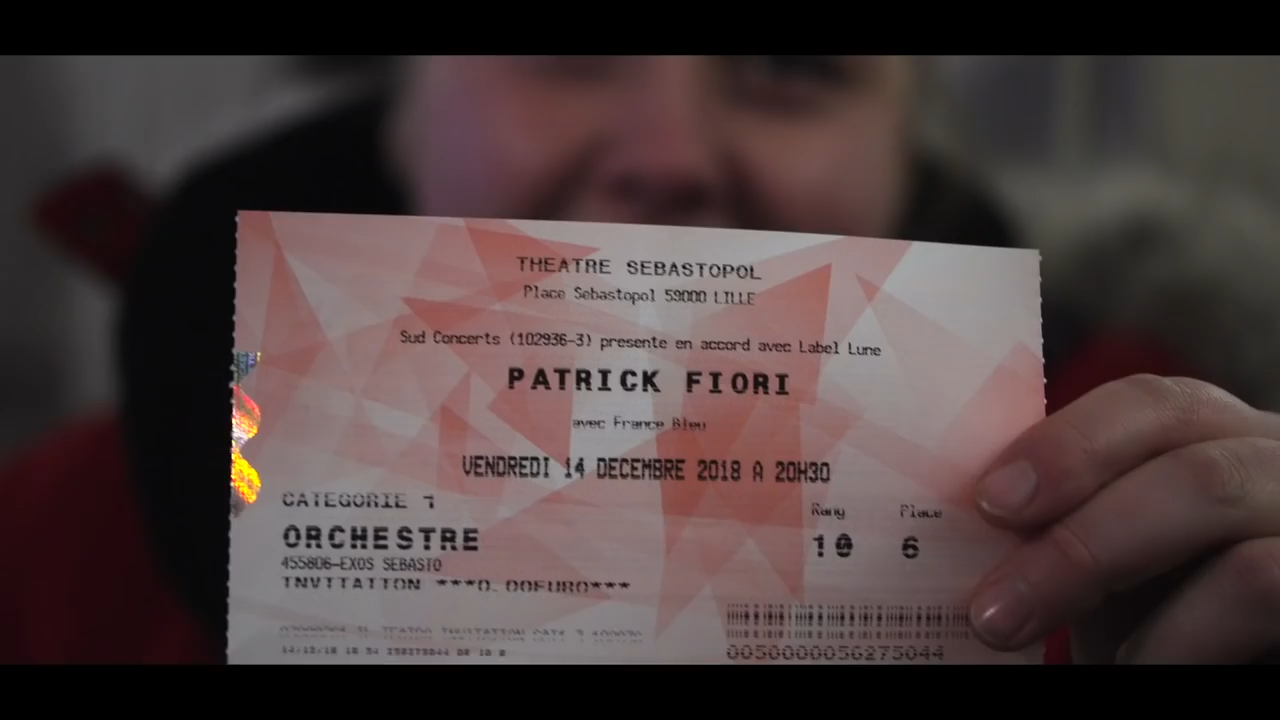 THEATRE SEBASTOPOL
Place Sebastopol 59000 LILLE
Sud Concerts (102936-3) presente en accord avec Label Lune
PATRICK FIORI
avec France Bleu
VENDREDI 14 DECEMBRE 2018 A 20H30
CATEGORIE 1
Rang Place
ORCHESTRE
10 6
455806-EXOS SEBASTO
INVITATION ***0.00EURO***
0050000056275044